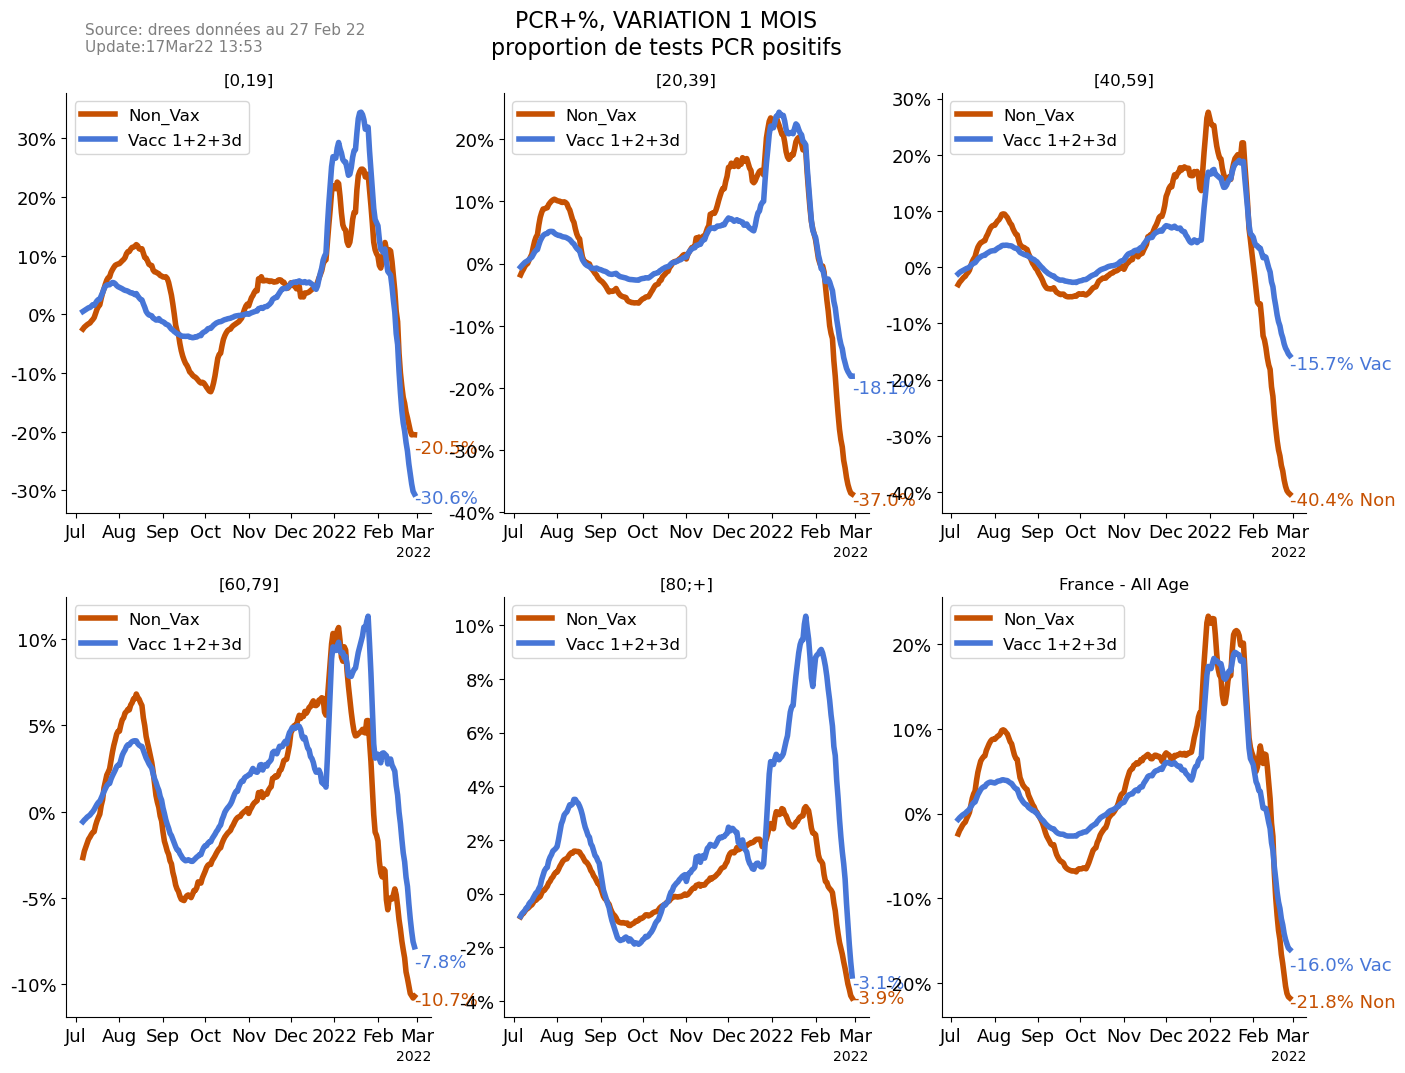 Source: drees données au 27 Feb 22
Update:17Mar22 13:53
PCR+%, VARIATION 1 MOIS
proportion de tests PCR positifs
[0,19]
Non_Vax
Vacc 1+2+3d
30%
20%
10%
0%
-10%
-20%
-30%
-20.5%
-30.6%
Jul Aug Sep Oct Nov Dec 2022 Feb Mar
2022
[20,39]
Non_Vax
Vacc 1+2+3d
20%
10%
0%
-10%
-20%
-30%
-40%
-18.1%
-37.0%
Jul Aug Sep Oct Nov Dec 2022 Feb Mar
2022
[40,59]
Non_Vax
Vacc 1+2+3d
30%
20%
10%
0%
-10%
-20%
-30%
-40%
-15.7% Vac
-40.4% Non
Jul Aug Sep Oct Nov Dec 2022 Feb Mar
2022
[60,79]
Non_Vax
Vacc 1+2+3d
10%
5%
0%
-5%
-10%
-7.8%
-10.7%
Jul Aug Sep Oct Nov Dec 2022 Feb Mar
2022
[80;+]
Non_Vax
Vacc 1+2+3d
10%
8%
6%
4%
2%
0%
-2%
-4%
-3.1%
-3.9%
Jul Aug Sep Oct Nov Dec 2022 Feb Mar
2022
France - All Age
Non_Vax
Vacc 1+2+3d
20%
10%
0%
-10%
-20%
-16.0% Vac
-21.8% Non
Jul Aug Sep Oct Nov Dec 2022 Feb Mar
2022